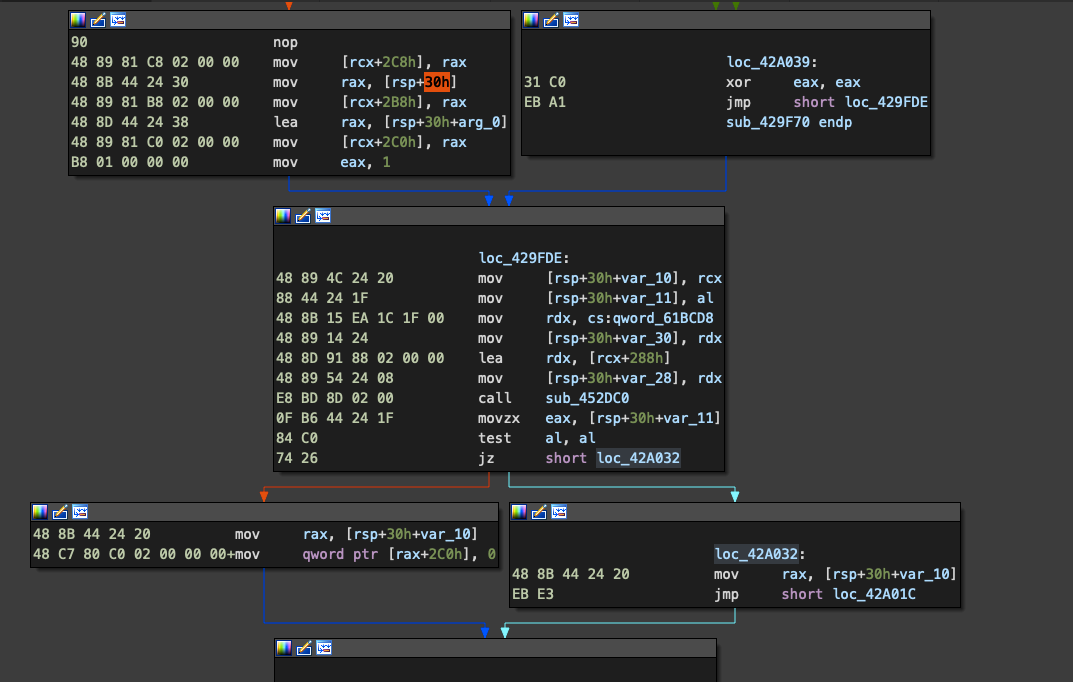 90 nop
48 89 81 C8 02 00 00 mov [rcx+2C8h], rax
48 8B 44 24 30 mov rax, [rsp+30h]
48 89 81 B8 02 00 00 mov [rcx+2B8h], rax
48 8D 44 24 38 lea rax, [rsp+30h+arg_0]
48 89 81 C0 02 00 00 mov [rcx+2C0h], rax
B8 01 00 00 00 mov eax, 1
loc_42A039:
31 C0 xor eax, eax
EB A1 jmp short loc_429FDE
sub_429F70 endp
loc_429FDE:
48 89 4C 24 20 mov [rsp+30h+var_10], rcx
88 44 24 1F mov [rsp+30h+var_11], al
48 8B 15 EA 1C 1F 00 mov rdx, cs:qword_61BCD8
48 89 14 24 mov [rsp+30h+var_30], rdx
48 8D 91 88 02 00 00 lea rdx, [rcx+288h]
48 89 54 24 08 mov [rsp+30h+var_28], rdx
E8 BD 8D 02 00 call sub_452DC0
0F B6 44 24 1F movzx eax, [rsp+30h+var_11]
84 C0 test al, al
74 26 jz short loc_42A032
48 8B 44 24 20 mov rax, [rsp+30h+var_10]
48 C7 80 C0 02 00 00 00+mov qword ptr [rax+2C0h], 0
loc_42A032:
48 8B 44 24 20 mov rax, [rsp+30h+var_10]
EB E3 jmp short loc_42A01C